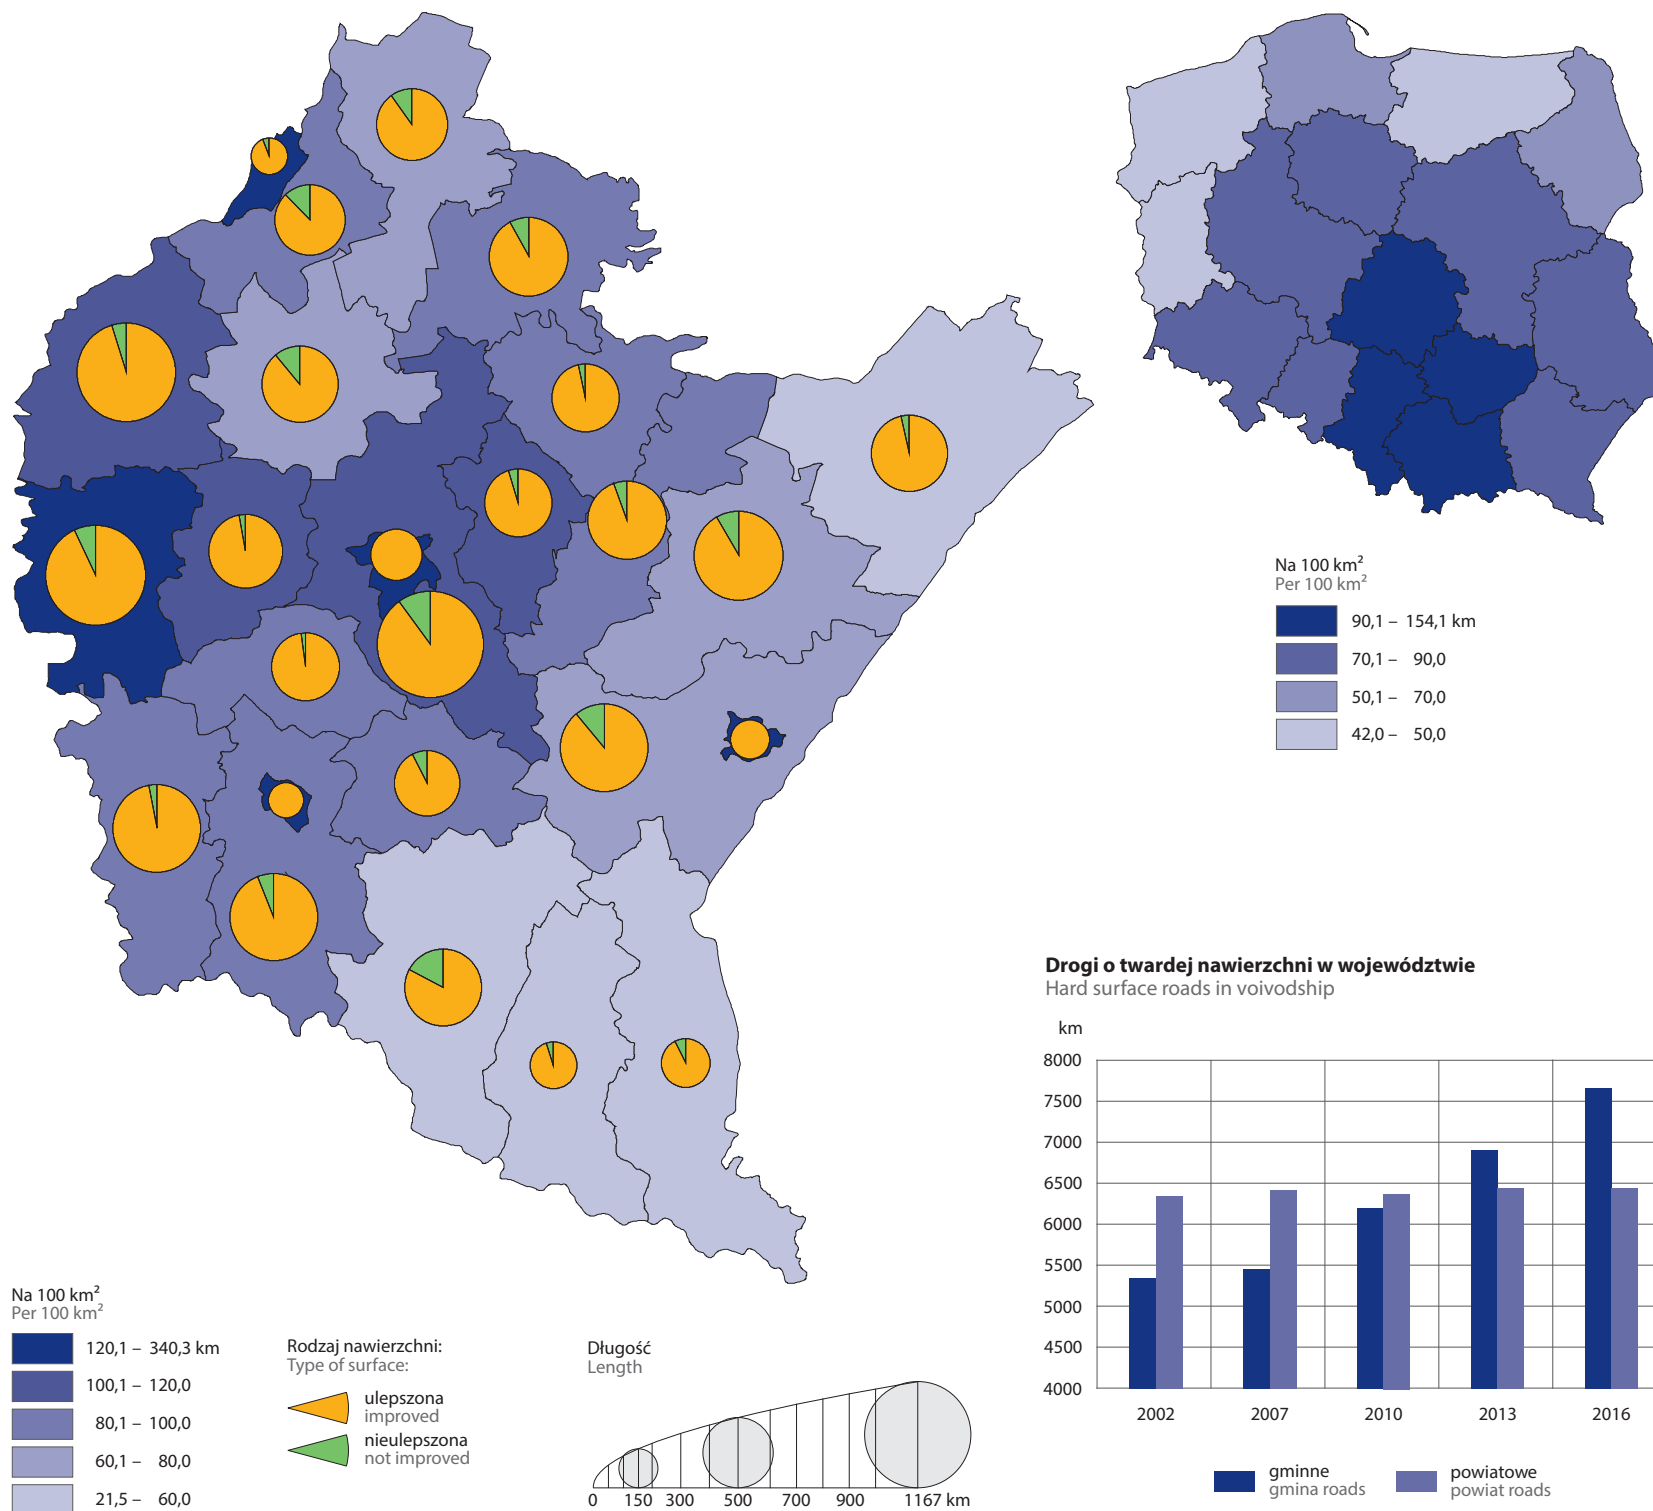 Na 100 km²
Per 100 km²
90,1 – 154,1 km
70,1 – 90,0
50,1 – 70,0
42,0 – 50,0
Drogi o twardej nawierzchni w województwie
Hard surface roads in voivodship
km
8000
7500
7000
6500
6000
5500
5000
4500
4000
2002 2007 2010 2013 2016
gminne
gmina roads
powiatowe
powiat roads
Na 100 km²
Per 100 km²
120,1 – 340,3 km
100,1 – 120,0
80,1 – 100,0
60,1 – 80,0
21,5 – 60,0
Rodzaj nawierzchni:
Type of surface:
ulepszona
improved
nieulepszona
not improved
Długość
Length
0 150 300 500 700 900 1167 km